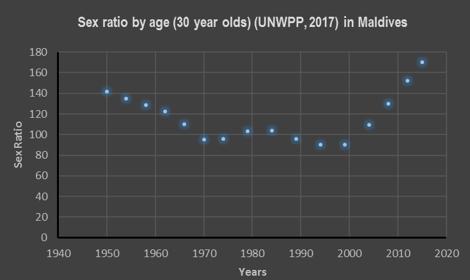 Sex ratio by age (30 year olds) (UNWPP, 2017) in Maldives
180
160
140
120
100
80
60
40
20
0
Sex Ratio
1940 1950 1960 1970 1980 1990 2000 2010 2020
Years